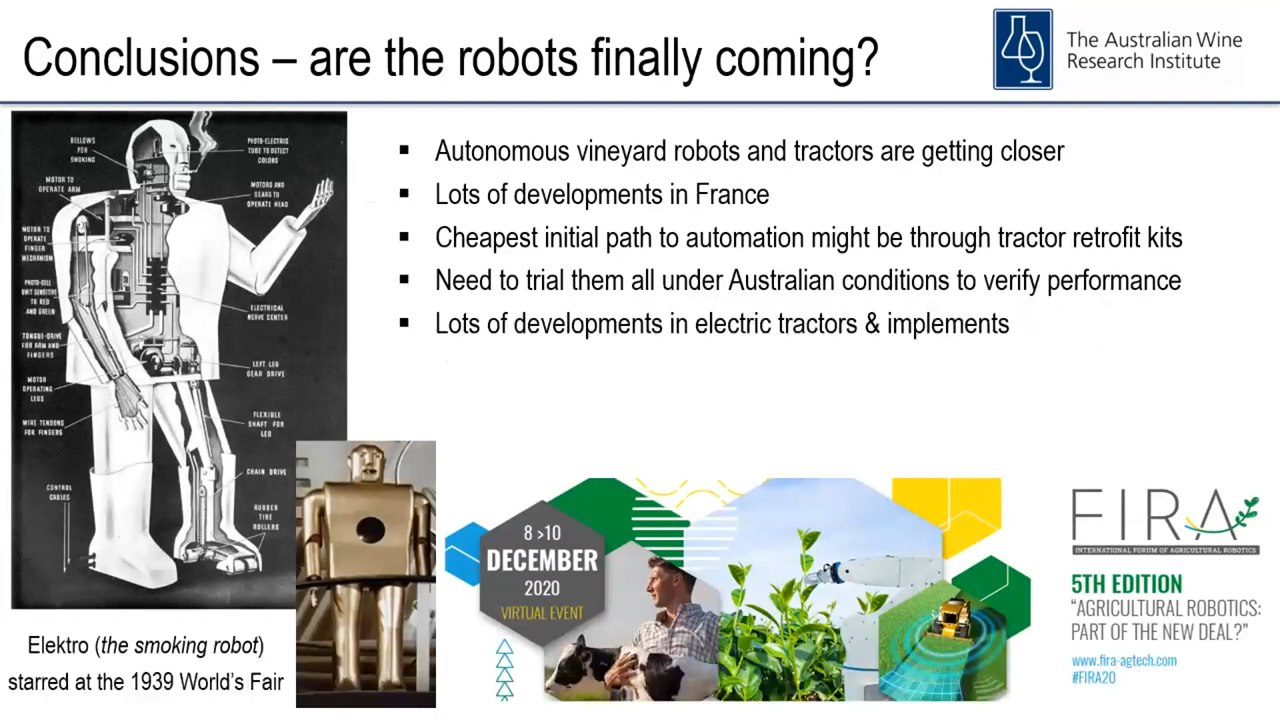 Conclusions – are the robots finally coming?
The Australian Wine
Research Institute
▪ Autonomous vineyard robots and tractors are getting closer
▪ Lots of developments in France
▪ Cheapest initial path to automation might be through tractor retrofit kits
▪ Need to trial them all under Australian conditions to verify performance
▪ Lots of developments in electric tractors & implements
BELLOWS
FOR
SMOKING
MOTOR TO
OPERATE ARM
MOTOR TO
OPERATE
FINGER
MECHANISM
PHOTO-CELL
UNIT SENSITIVE
TO RED
AND GREEN
TONGUE-DRIVE
FOR ARM AND
FINGERS
MOTOR
OPERATING
LEGS
WIRE TENDONS
FOR FINGERS
CONTROL
CABLES
PHOTO-ELECTRIC
TUBE TO DETECT
COLORS
MOTORS AND
GEARS TO
OPERATE HEAD
ELECTRICAL
NERVE CENTER
LEFT LEG
GEAR DRIVE
FLEXIBLE
SHAFT FOR
LEG
CHAIN DRIVE
RUBBER
TIRE
ROLLERS
Elektro (the smoking robot)
starred at the 1939 World's Fair
8 >10
DECEMBER
2020
VIRTUAL EVENT
FIRA
INTERNATIONAL FORUM OF AGRICULTURAL ROBOTICS
5TH EDITION
"AGRICULTURAL ROBOTICS:
PART OF THE NEW DEAL?"
www.fira-agtech.com
#FIRA20